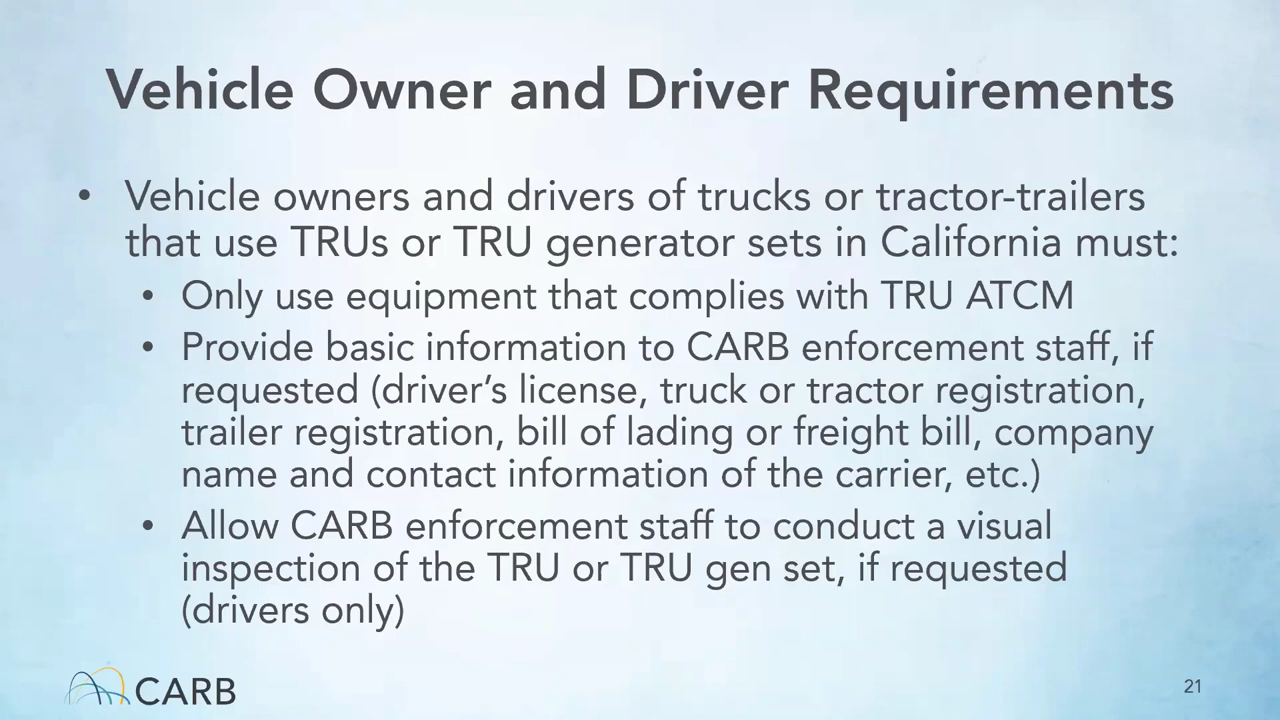 Vehicle Owner and Driver Requirements
• Vehicle owners and drivers of trucks or tractor-trailers
that use TRUs or TRU generator sets in California must:
• Only use equipment that complies with TRU ATCM
• Provide basic information to CARB enforcement staff, if
requested (driver’s license, truck or tractor registration,
trailer registration, bill of lading or freight bill, company
name and contact information of the carrier, etc.)
• Allow CARB enforcement staff to conduct a visual
inspection of the TRU or TRU gen set, if requested
(drivers only)
CARB
21